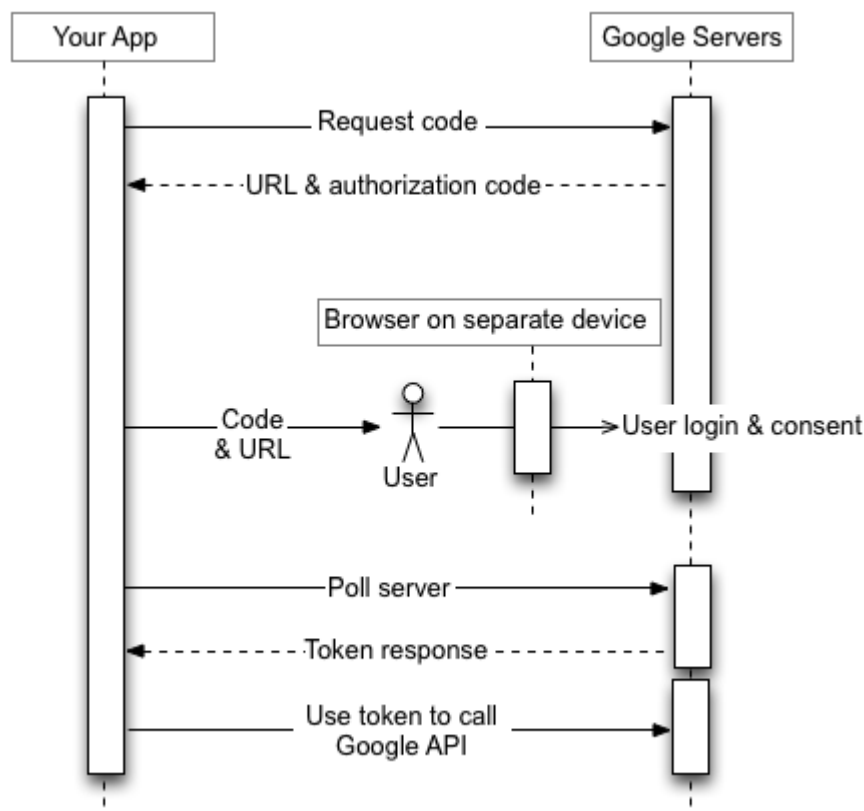 Your App
Google Servers
Request code
URL & authorization code
Browser on separate device
Code
& URL
User
User login & consent
Poll server
Token response
Use token to call
Google API